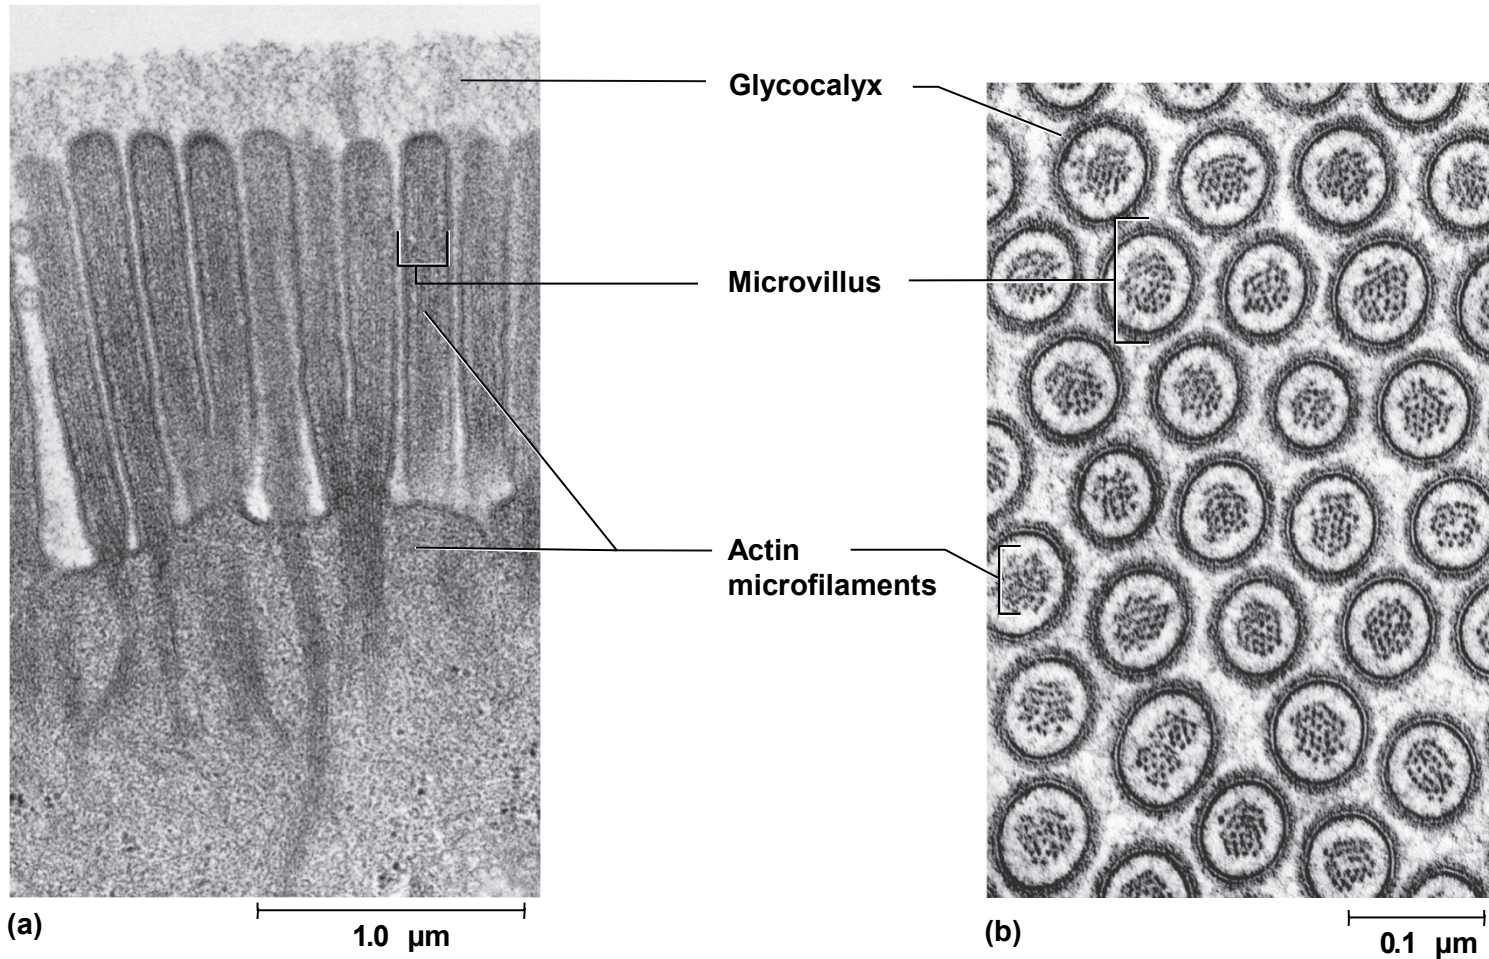 Glycocalyx
Microvillus
Actin
microfilaments
(a)
1.0 µm
(b)
0.1 µm